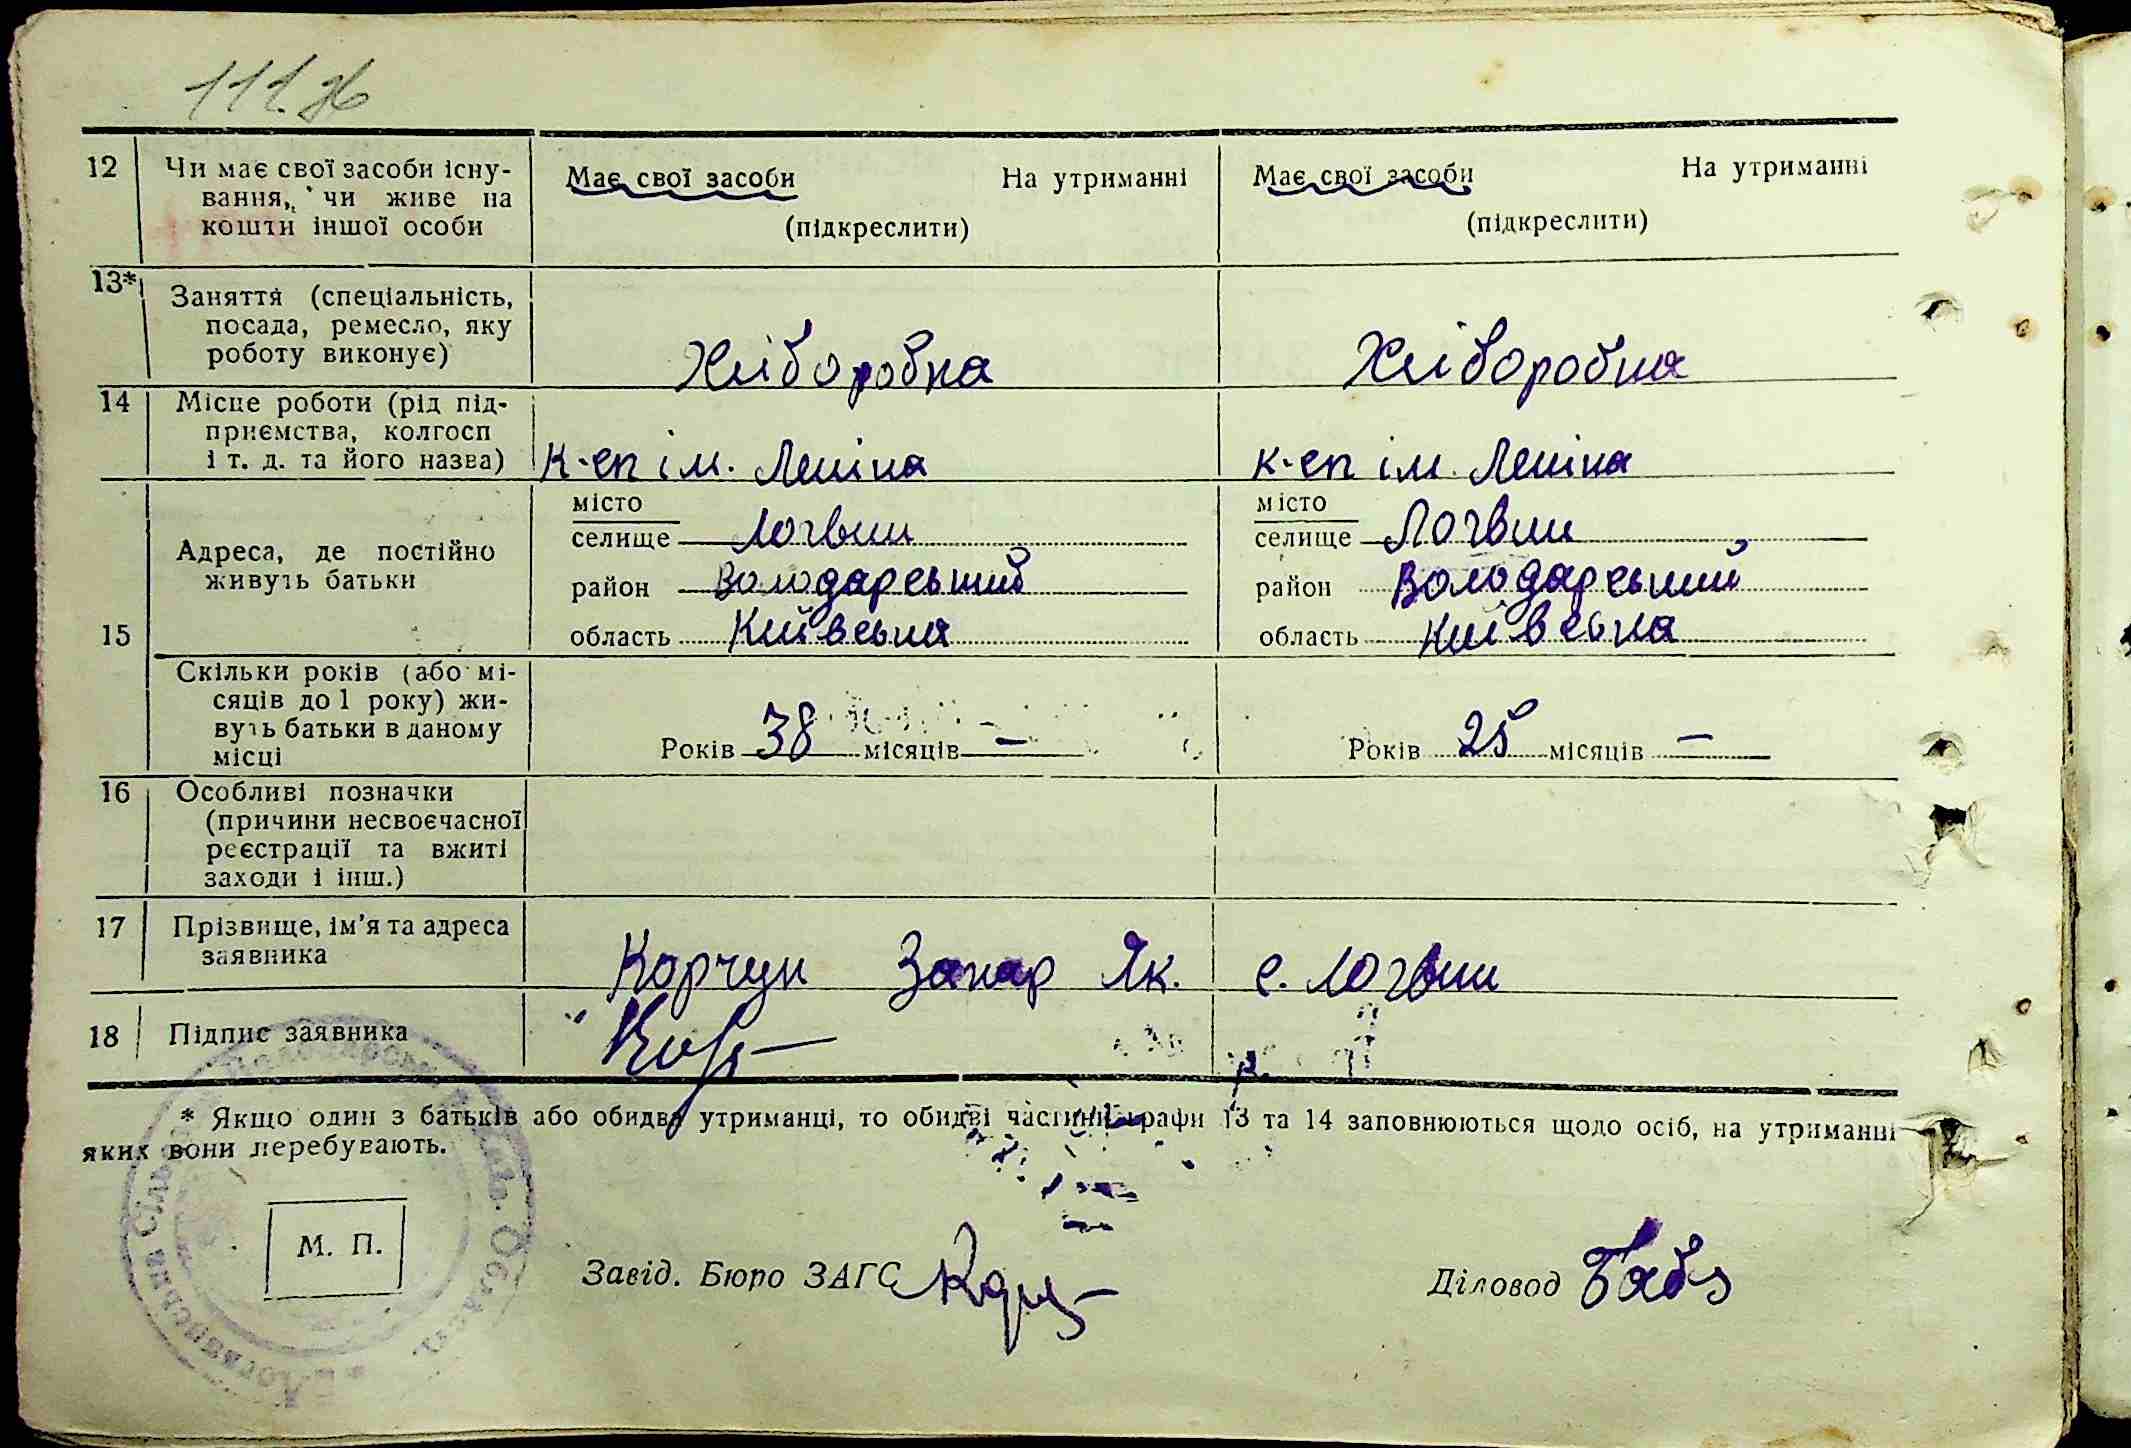 111.ж
12 Чи має свої засоби існування, чи живе на кошти іншої особи
Має свої засоби На утриманні
(підкреслити)
Має свої засоби На утриманні
(підкреслити)
13* Заняття (спеціальність, посада, ремесло, яку роботу виконує)
Хліборобка
Хліборобка
14 Місце роботи (рід підприємства, колгосп і т. д. та його назва)
К-сп ім. Леніна
к-сп ім. Леніна
15 Адреса, де постійно живуть батьки
місто
селище Логвин
район Володарський
область Київська
місто
селище Логвин
район Володарський
область Київська
Скільки років (або місяців до 1 року) живуть батьки в даному місці
Років 38 місяців —
Років 25 місяців —
16 Особливі позначки (причини несвоєчасної реєстрації та вжиті заходи і інш.)
17 Прізвище, ім'я та адреса заявника
Корчун Захар Як. с. Логвин
18 Підпис заявника
* Якщо один з батьків або обидва утриманці, то обидві частини графи 13 та 14 заповнюються щодо осіб, на утриманні
яких вони перебувають.
М. П.
Завід. Бюро ЗАГС
Діловод